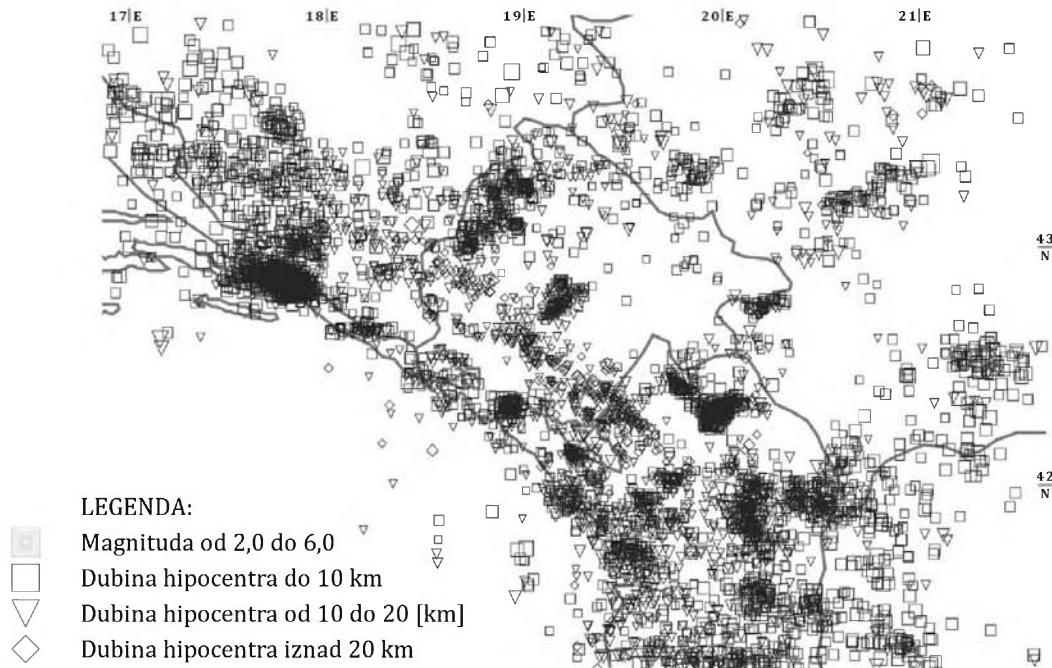 17 E 18 E 19 E 20 E 21 E
43
N
42
N
LEGENDA:
Magnituda od 2,0 do 6,0
Dubina hipocentra do 10 km
Dubina hipocentra od 10 do 20 [km]
Dubina hipocentra iznad 20 km